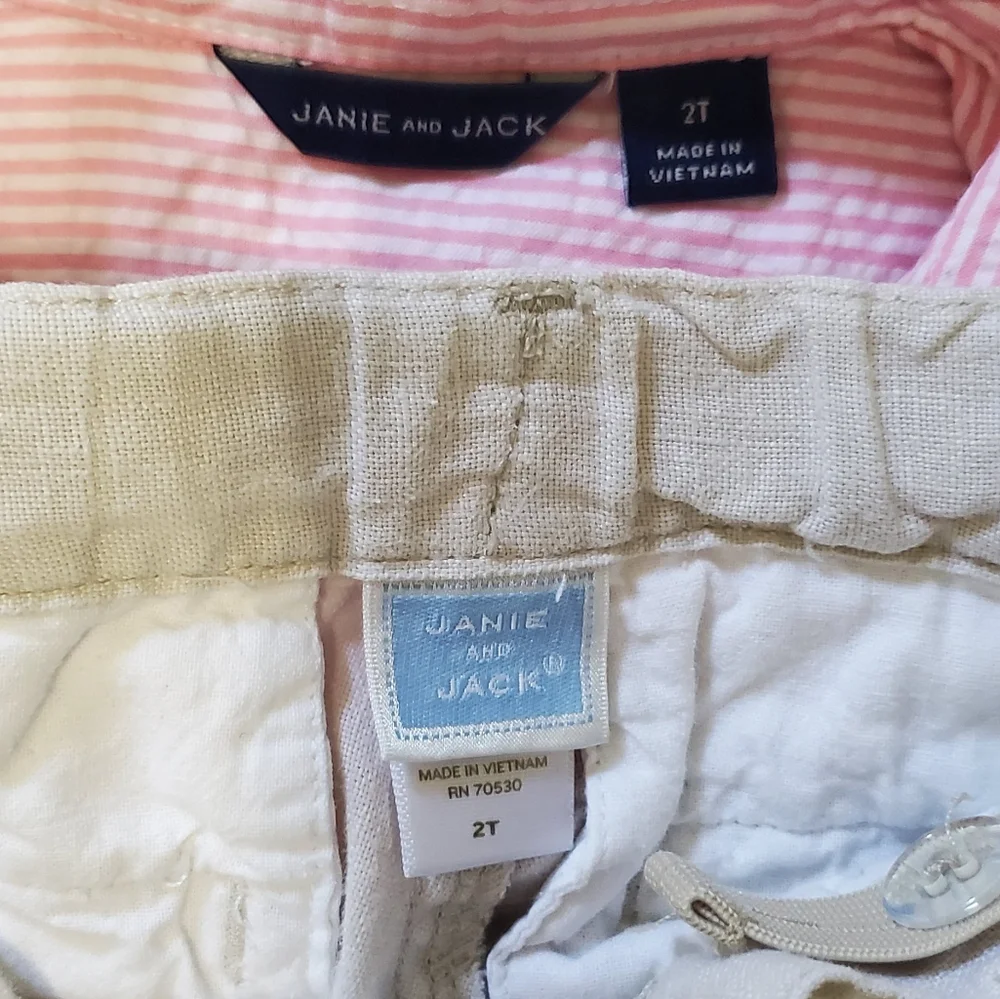 JANIE AND JACK
2T
MADE IN
VIETNAM
JANIE
AND
JACK®
MADE IN VIETNAM
RN 70530
2T